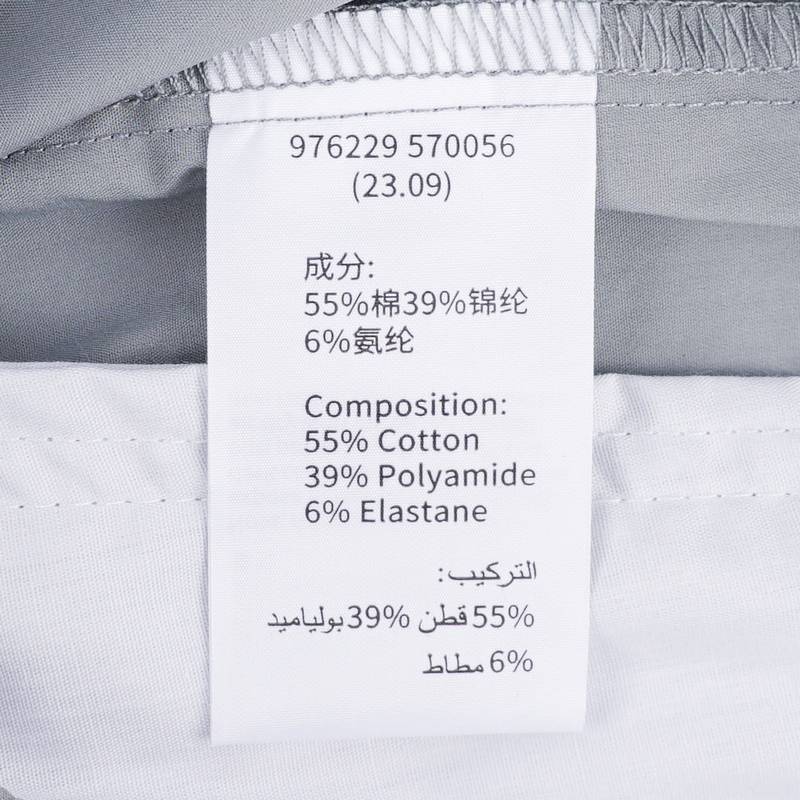 976229 570056
(23.09)
成分:
55%棉39%锦纶
6%氨纶
Composition:
55% Cotton
39% Polyamide
6% Elastane
التركيب:
55% قطن 39% بولياميد
6% مطاط